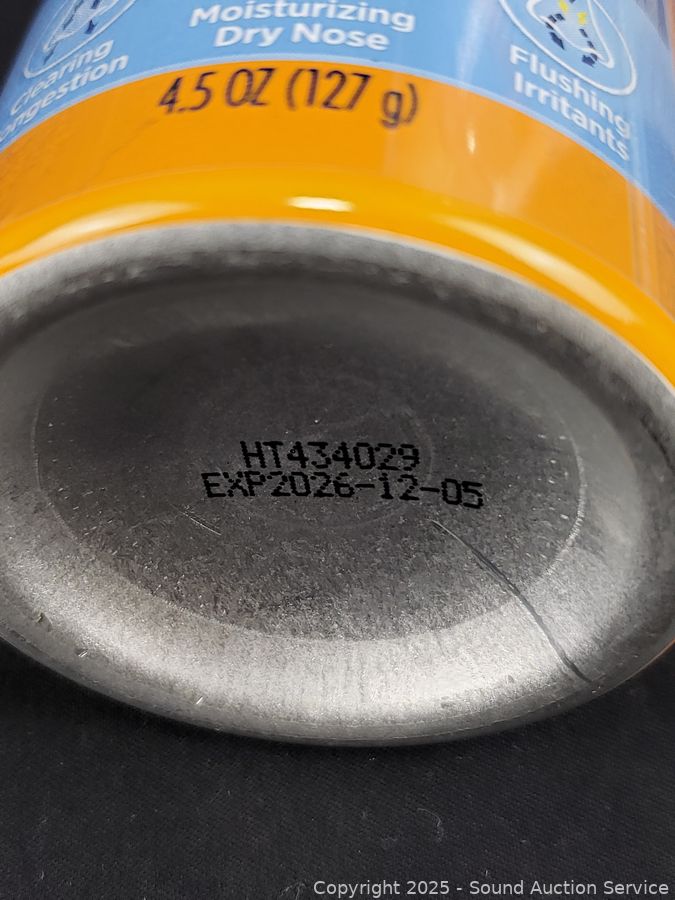 Clearing
Congestion
Moisturizing
Dry Nose
Flushing
Irritants
4.5 OZ (127 g)
HT434029
EXP2026-12-05
Copyright © 2025 - Sound Auction Service